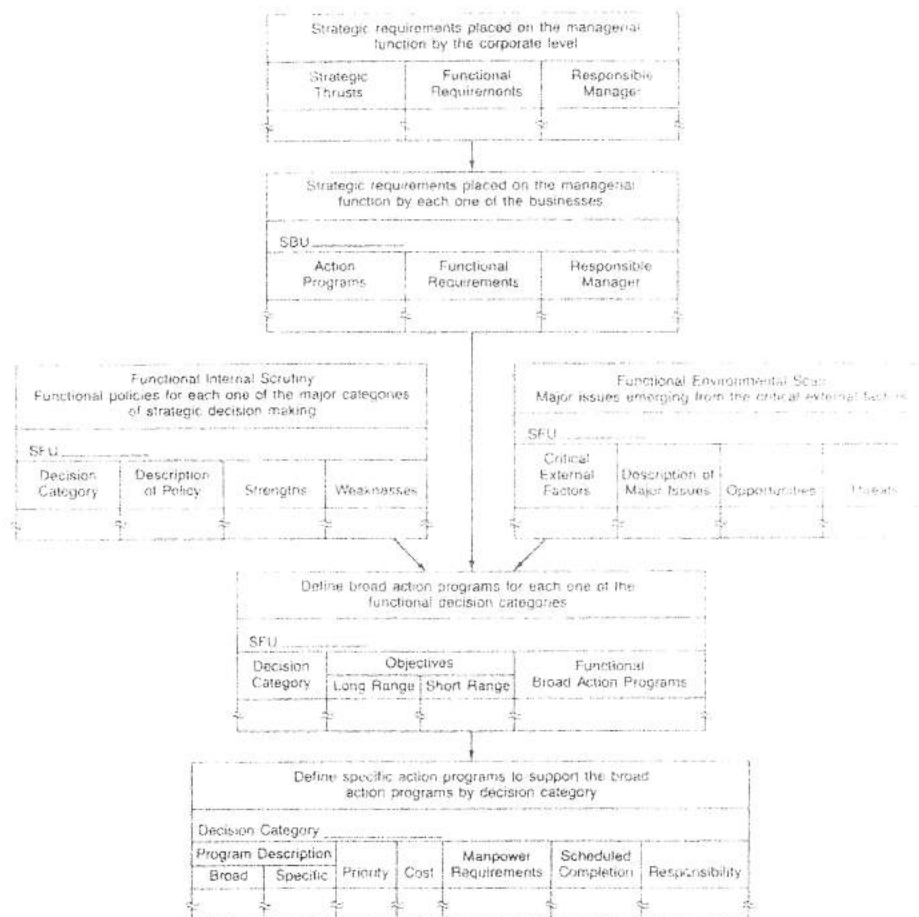 Strategic requirements placed on the managerial
function by the corporate level
Strategic
Thrusts
Functional
Requirements
Responsible
Manager
Strategic requirements placed on the managerial
function by each one of the businesses
SBU
Action
Programs
Functional
Requirements
Responsible
Manager
Functional Internal Scrutiny
Functional policies for each one of the major categories
of strategic decision making
SFU
Decision
Category
Description
of Policy
Strengths
Weaknesses
Functional Environmental Scan
Major issues emerging from the critical external factors
SFU
Critical
External
Factors
Description of
Major Issues
Opportunities
Threats
Define broad action programs for each one of the
functional decision categories
SFU
Decision
Category
Objectives
Long Range
Short Range
Functional
Broad Action Programs
Define specific action programs to support the broad
action programs by decision category
Decision Category
Program Description
Broad
Specific
Priority
Cost
Manpower
Requirements
Scheduled
Completion
Responsibility